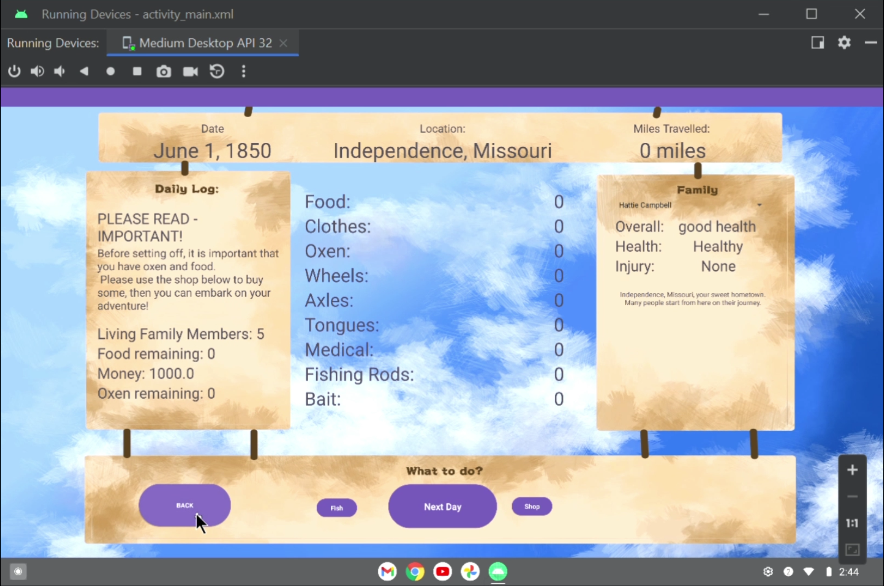 Running Devices - activity_main.xml
Running Devices: Medium Desktop API 32
Date
June 1, 1850
Location:
Independence, Missouri
Miles Travelled:
0 miles
Daily Log:
PLEASE READ -
IMPORTANT!
Before setting off, it is important that
you have oxen and food.
Please use the shop below to buy
some, then you can embark on your
adventure!
Living Family Members: 5
Food remaining: 0
Money: 1000.0
Oxen remaining: 0
Food: 0
Clothes: 0
Oxen: 0
Wheels: 0
Axles: 0
Tongues: 0
Medical: 0
Fishing Rods: 0
Bait: 0
Family
Hattie Campbell
Overall: good health
Health: Healthy
Injury: None
Independence, Missouri, your sweet hometown.
Many people start from here on their journey.
What to do?
BACK
Fish
Next Day
Shop
1:1
2:44